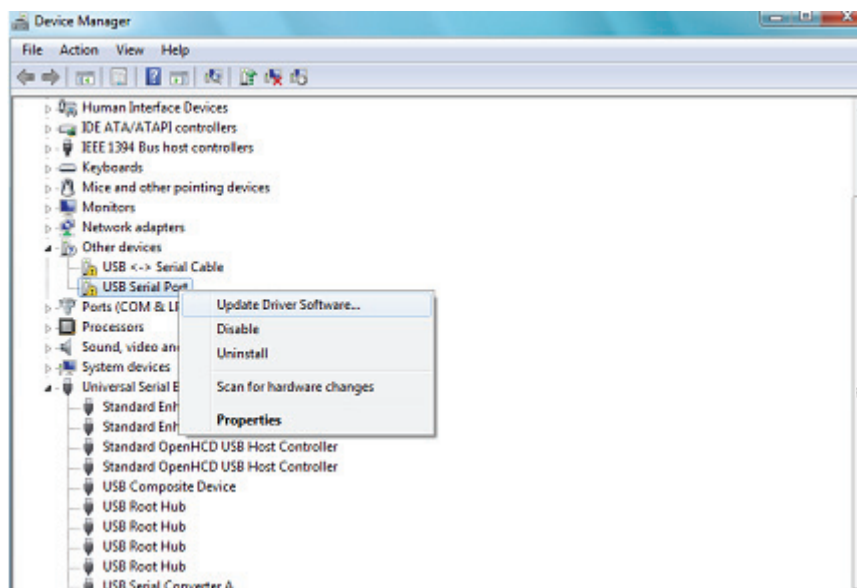 Device Manager
File Action View Help
Human Interface Devices
IDE ATA/ATAPI controllers
IEEE 1394 Bus host controllers
Keyboards
Mice and other pointing devices
Monitors
Network adapters
Other devices
USB <-> Serial Cable
USB Serial Port
Update Driver Software...
Ports (COM & LP
Disable
Processors
Sound, video an
Uninstall
System devices
Universal Serial B
Scan for hardware changes
Standard Enh
Standard Enh
Properties
Standard OpenHCD USB Host Controller
Standard OpenHCD USB Host Controller
USB Composite Device
USB Root Hub
USB Root Hub
USB Root Hub
USB Root Hub
USB Serial Converter A